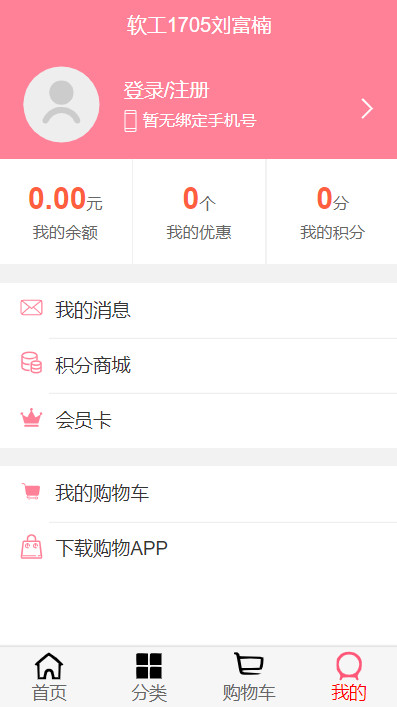 软工1705刘富楠
登录/注册
暂无绑定手机号
0.00元 0个 0分
我的余额 我的优惠 我的积分
我的消息
积分商城
会员卡
我的购物车
下载购物APP
首页 分类 购物车 我的